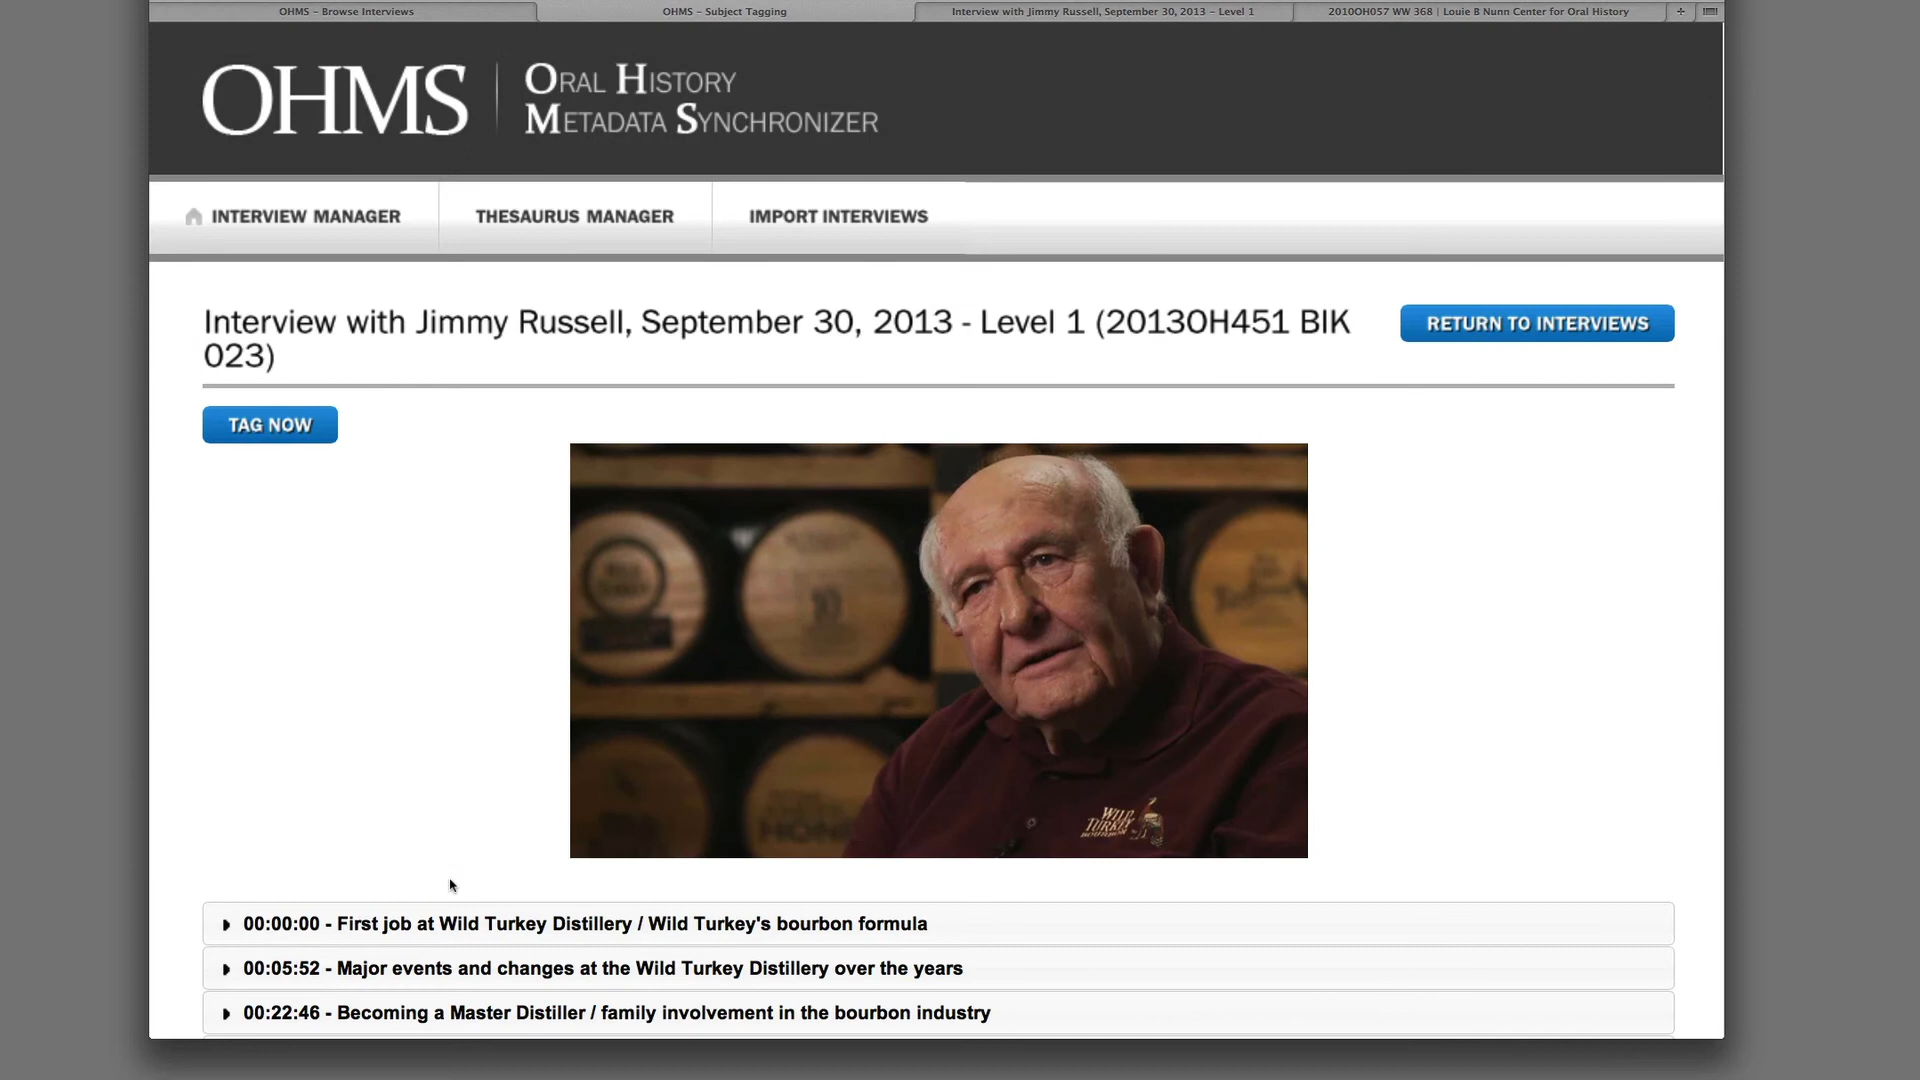 OHMS – Browse Interviews
OHMS – Subject Tagging
Interview with Jimmy Russell, September 30, 2013 – Level 1
2010OH057 WW 368 | Louie B Nunn Center for Oral History
+
OHMS
ORAL HISTORY
METADATA SYNCHRONIZER
INTERVIEW MANAGER
THESAURUS MANAGER
IMPORT INTERVIEWS
Interview with Jimmy Russell, September 30, 2013 - Level 1 (2013OH451 BIK
023)
RETURN TO INTERVIEWS
TAG NOW
10
WILD
TURKEY
BOURBON
00:00:00 - First job at Wild Turkey Distillery / Wild Turkey's bourbon formula
00:05:52 - Major events and changes at the Wild Turkey Distillery over the years
00:22:46 - Becoming a Master Distiller / family involvement in the bourbon industry